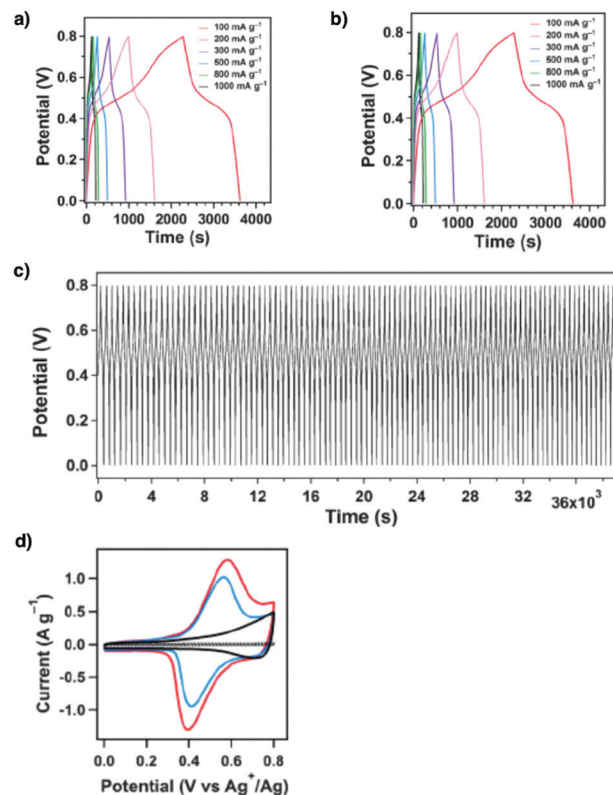 a)
Potential (V)
0.8
0.6
0.4
0.2
0.0
100 mA g⁻¹
200 mA g⁻¹
300 mA g⁻¹
500 mA g⁻¹
800 mA g⁻¹
1000 mA g⁻¹
0 1000 2000 3000 4000
Time (s)
b)
Potential (V)
0.8
0.6
0.4
0.2
0.0
100 mA g⁻¹
200 mA g⁻¹
300 mA g⁻¹
500 mA g⁻¹
800 mA g⁻¹
1000 mA g⁻¹
0 1000 2000 3000 4000
Time (s)
c)
Potential (V)
0.8
0.6
0.4
0.2
0.0
0 4 8 12 16 20 24 28 32 36x10³
Time (s)
d)
Current (A g⁻¹)
1.0
0.5
0.0
-0.5
-1.0
0.0 0.2 0.4 0.6 0.8
Potential (V vs Ag⁺/Ag)